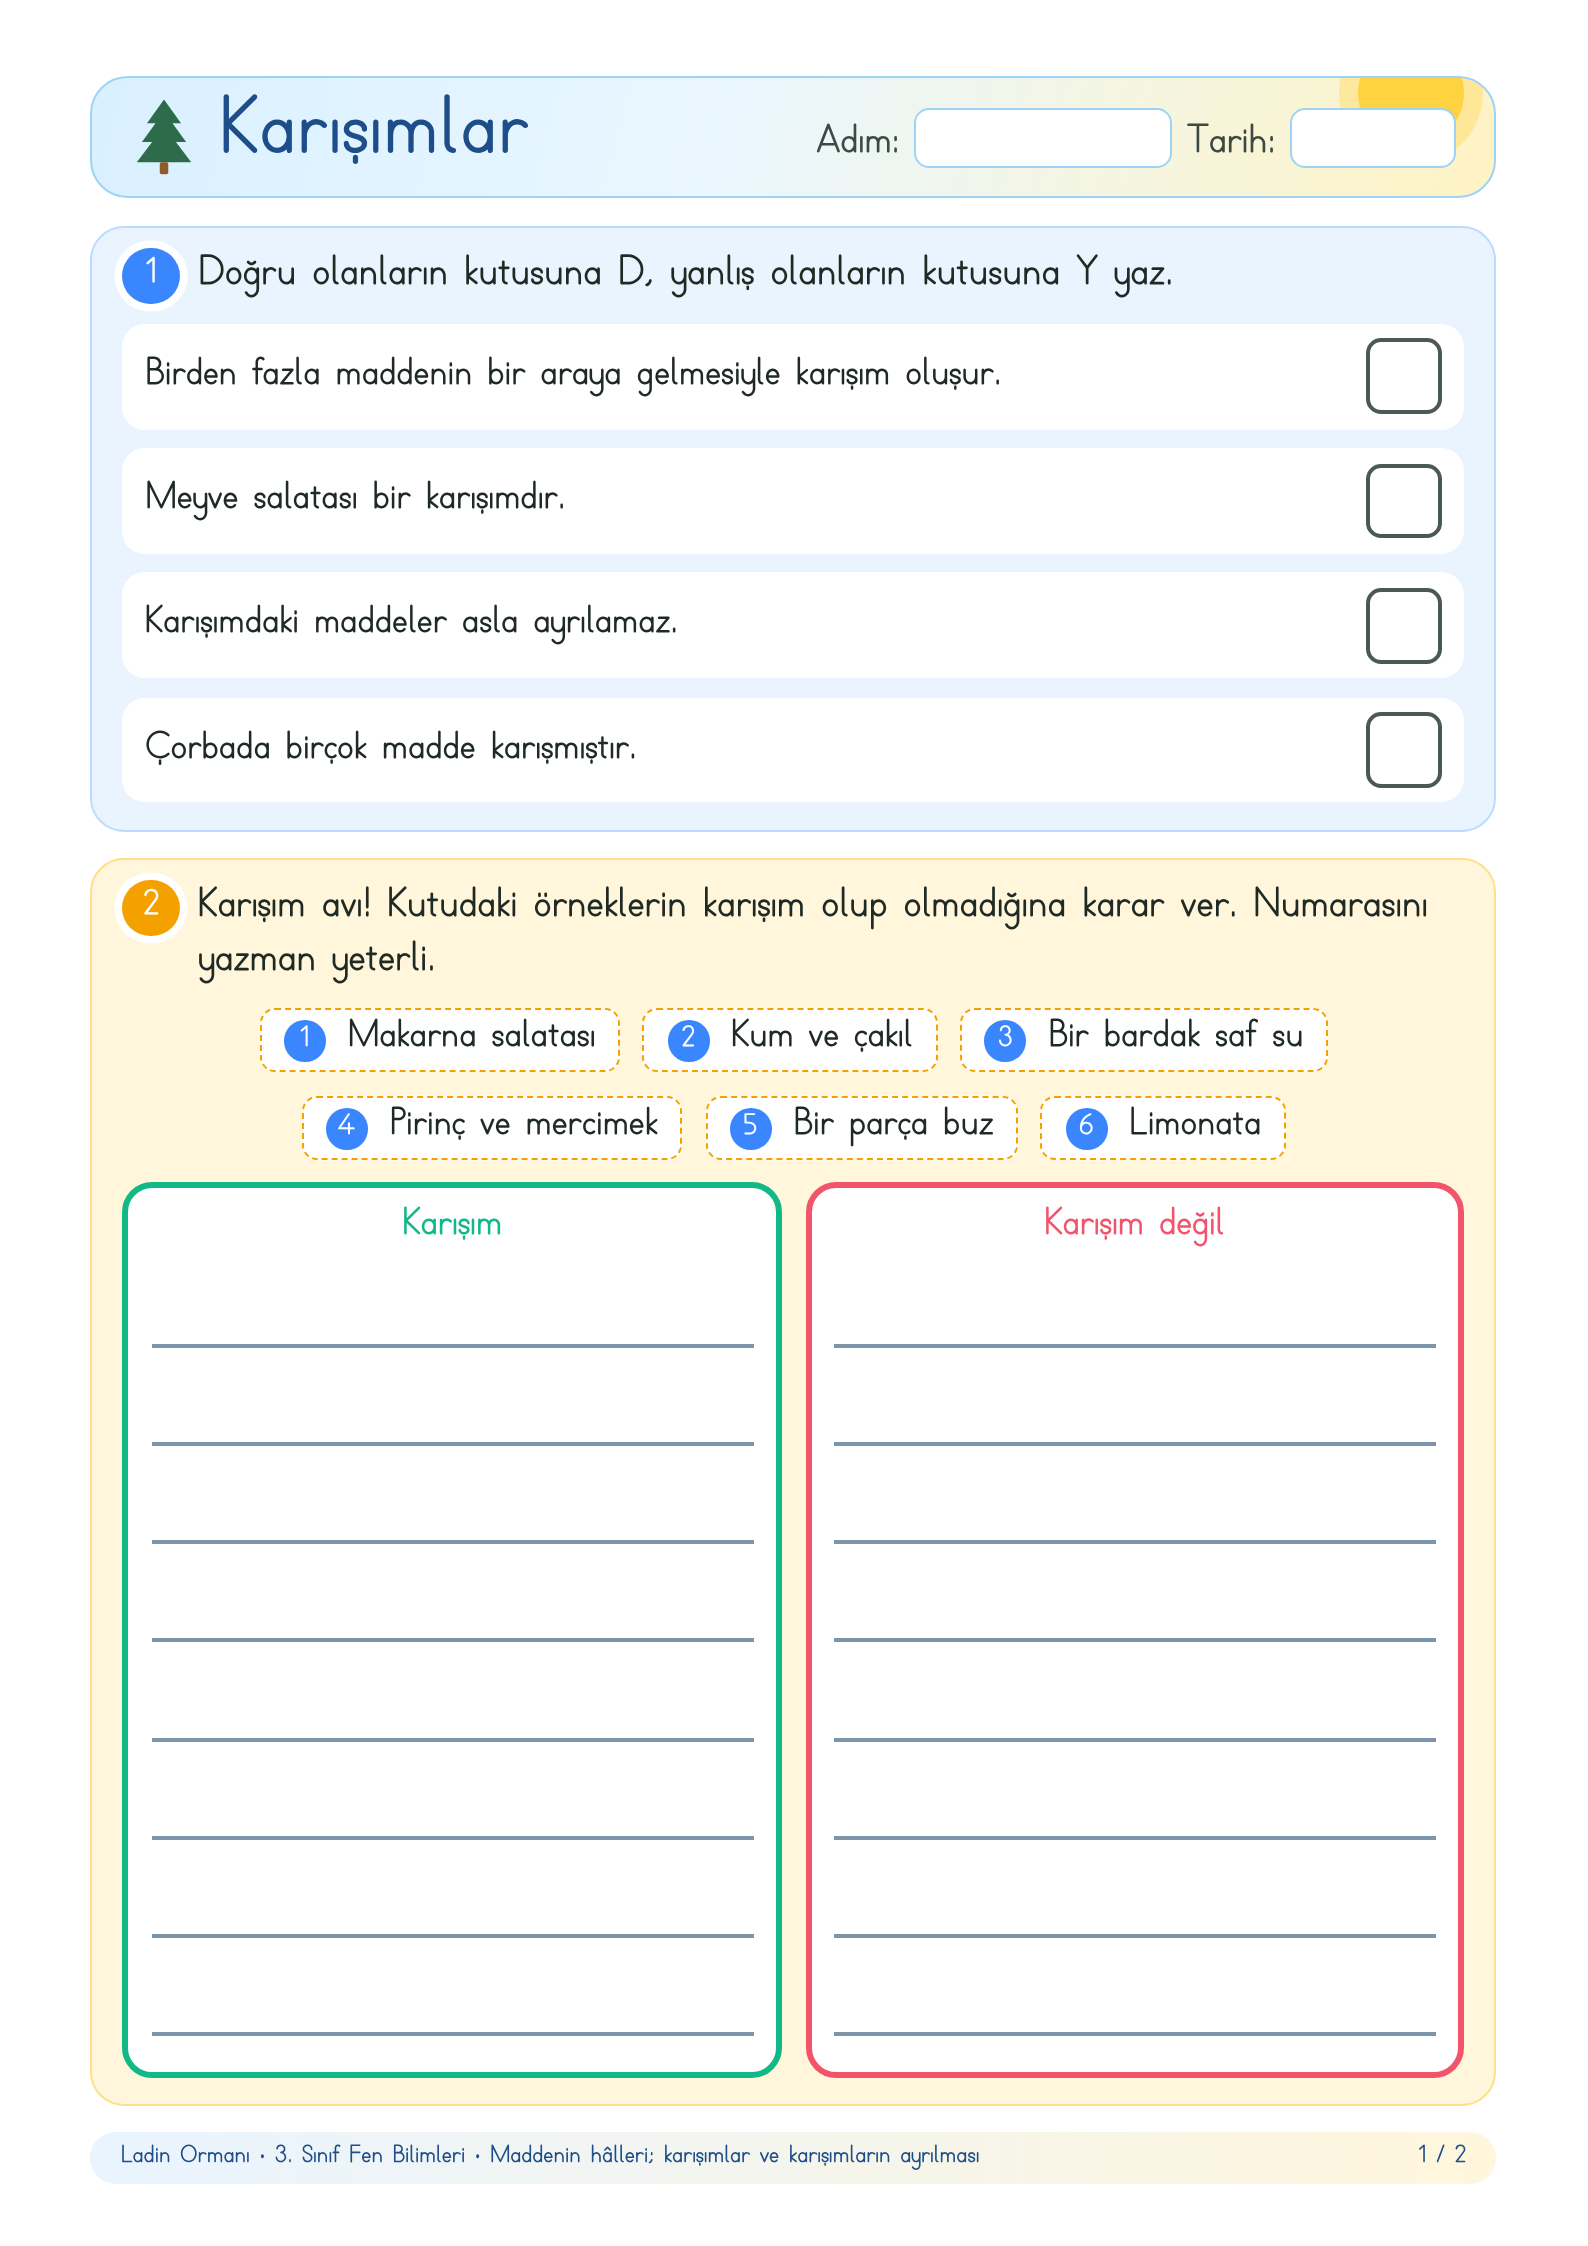 Karışımlar
Adım:
Tarih:
1
Doğru olanların kutusuna D, yanlış olanların kutusuna Y yaz.
Birden fazla maddenin bir araya gelmesiyle karışım oluşur.
Meyve salatası bir karışımdır.
Karışımdaki maddeler asla ayrılamaz.
Çorbada birçok madde karışmıştır.
2
Karışım avı! Kutudaki örneklerin karışım olup olmadığına karar ver. Numarasını
yazman yeterli.
1 Makarna salatası
2 Kum ve çakıl
3 Bir bardak saf su
4 Pirinç ve mercimek
5 Bir parça buz
6 Limonata
Karışım
Karışım değil
Ladin Ormanı • 3. Sınıf Fen Bilimleri • Maddenin hâlleri; karışımlar ve karışımların ayrılması
1 / 2